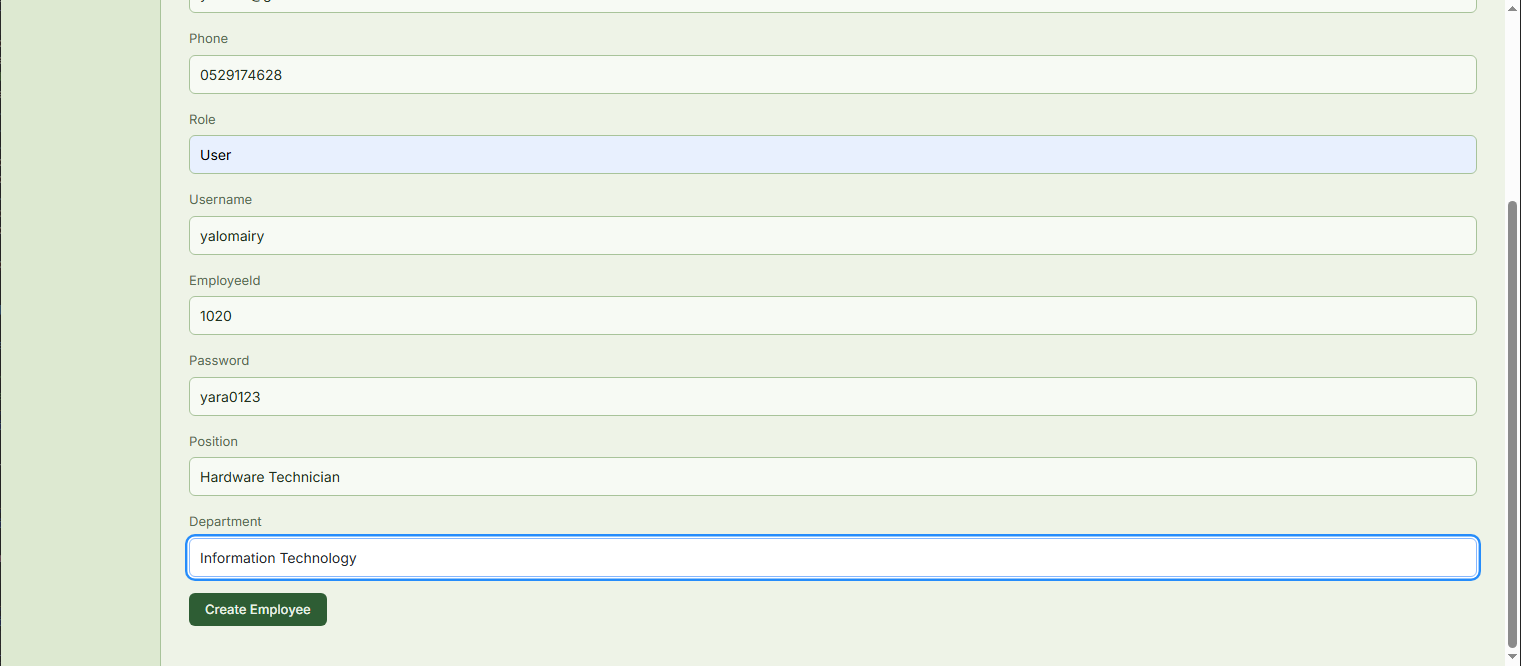 Phone
0529174628
Role
User
Username
yalomairy
EmployeeId
1020
Password
yara0123
Position
Hardware Technician
Department
Information Technology
Create Employee